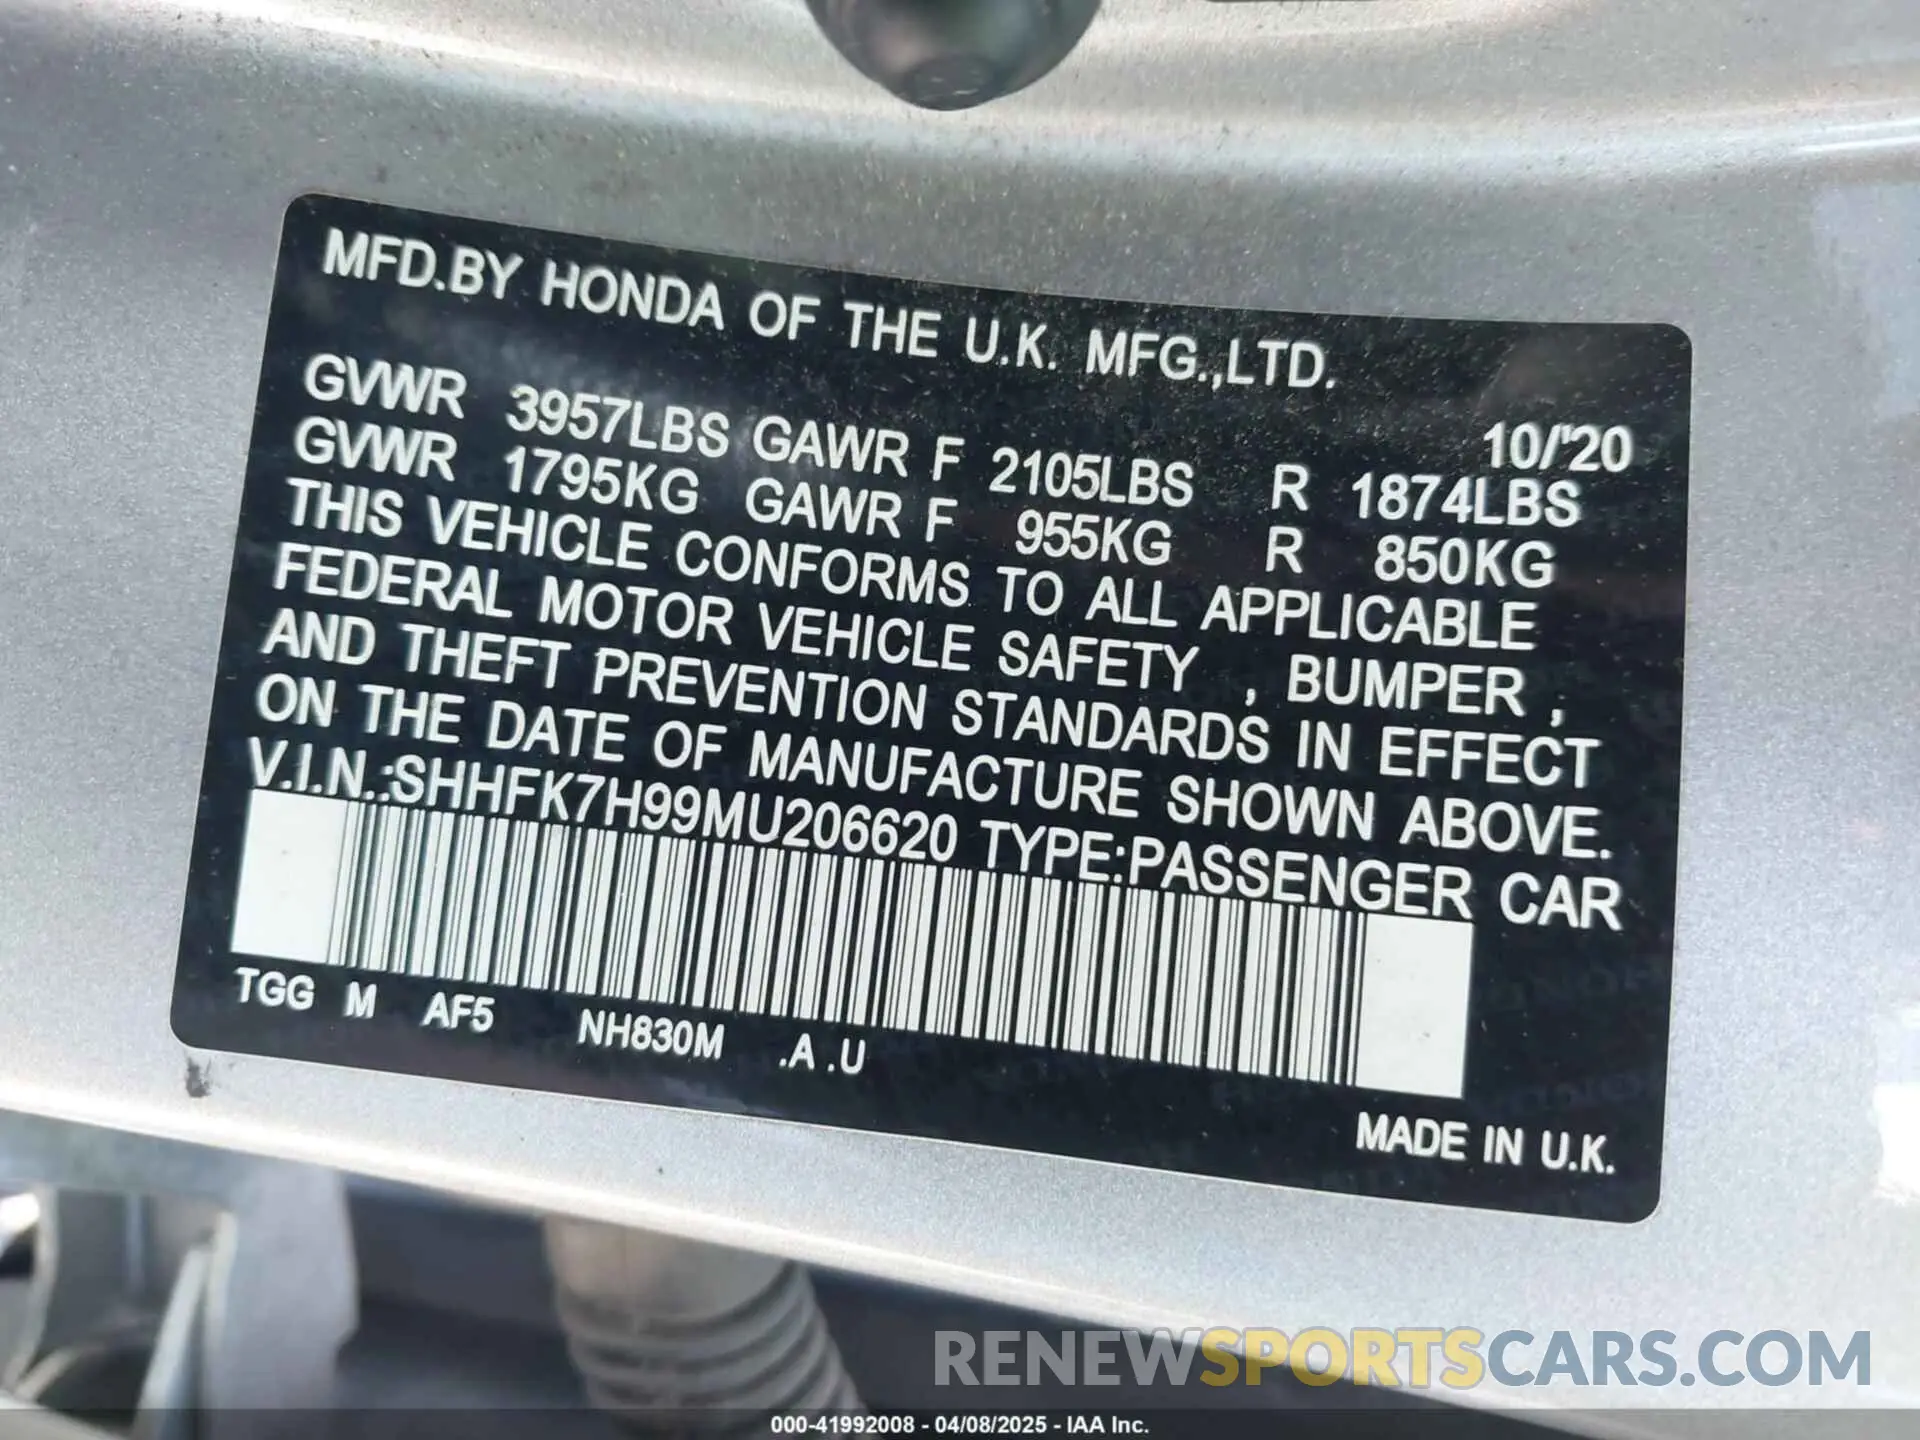 MFD.BY HONDA OF THE U.K. MFG.,LTD.
10/'20
GVWR 3957LBS GAWR F 2105LBS R 1874LBS
GVWR 1795KG GAWR F 955KG R 850KG
THIS VEHICLE CONFORMS TO ALL APPLICABLE
FEDERAL MOTOR VEHICLE SAFETY , BUMPER ,
AND THEFT PREVENTION STANDARDS IN EFFECT
ON THE DATE OF MANUFACTURE SHOWN ABOVE.
V.I.N.:SHHFK7H99MU206620 TYPE:PASSENGER CAR
TGG M AF5 NH830M .A .U
MADE IN U.K.
RENEWSPORTSCARS.COM
000-41992008 - 04/08/2025 - IAA Inc.